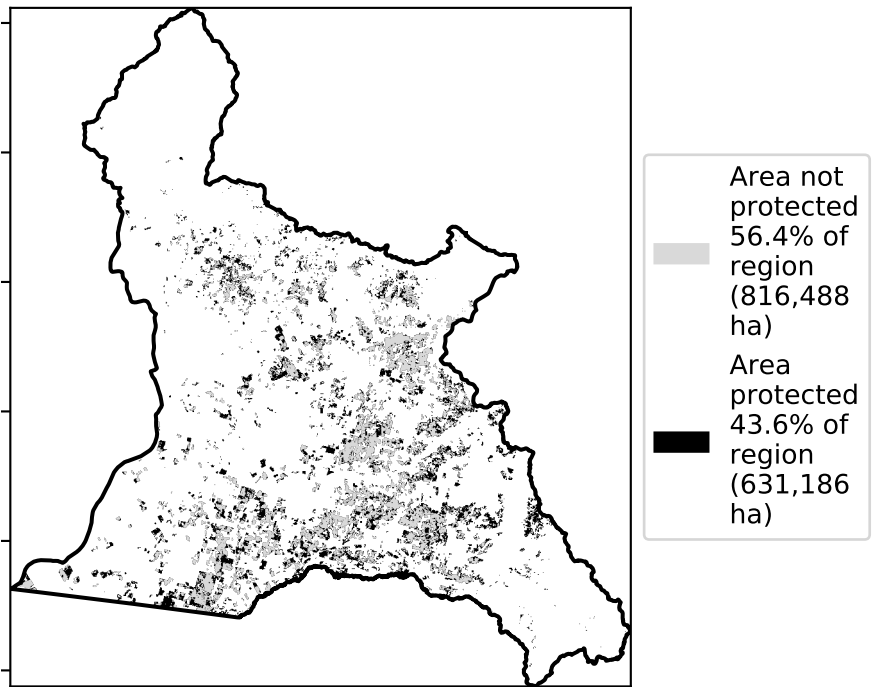 Area not
protected
56.4% of
region
(816,488
ha)
Area
protected
43.6% of
region
(631,186
ha)